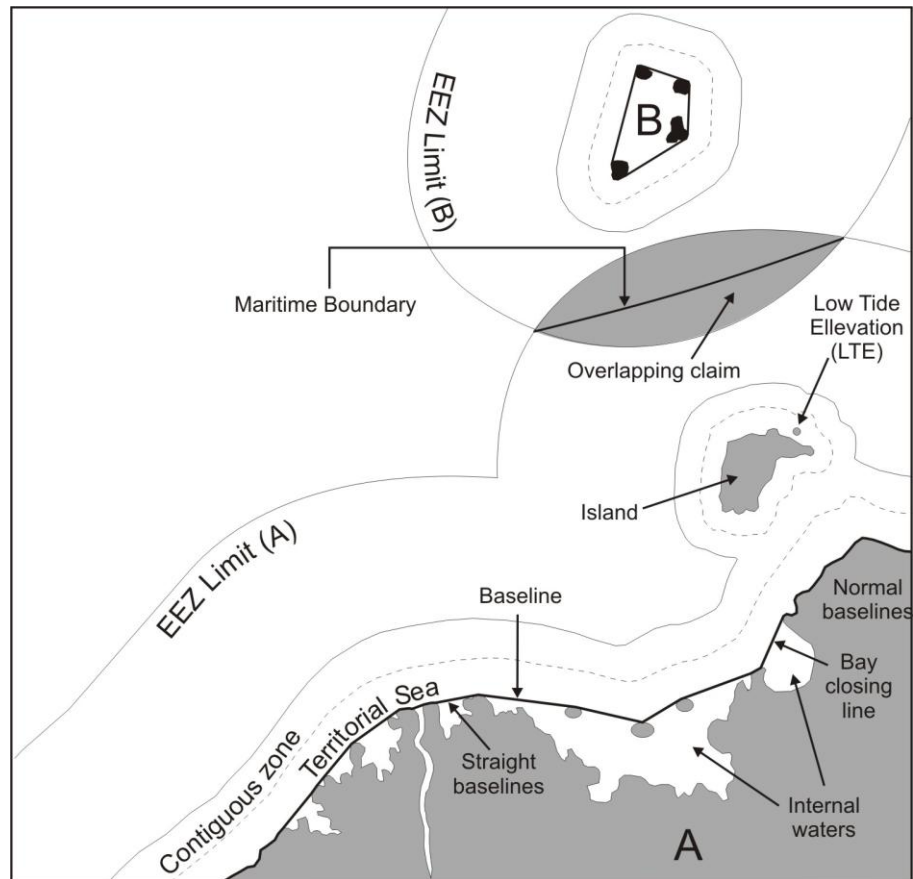 B
EEZ Limit (B)
Maritime Boundary
Overlapping claim
Low Tide
Ellevation
(LTE)
Island
EEZ Limit (A)
Baseline
Normal
baselines
Bay
closing
line
Territorial Sea
Contiguous zone
Straight
baselines
Internal
waters
A